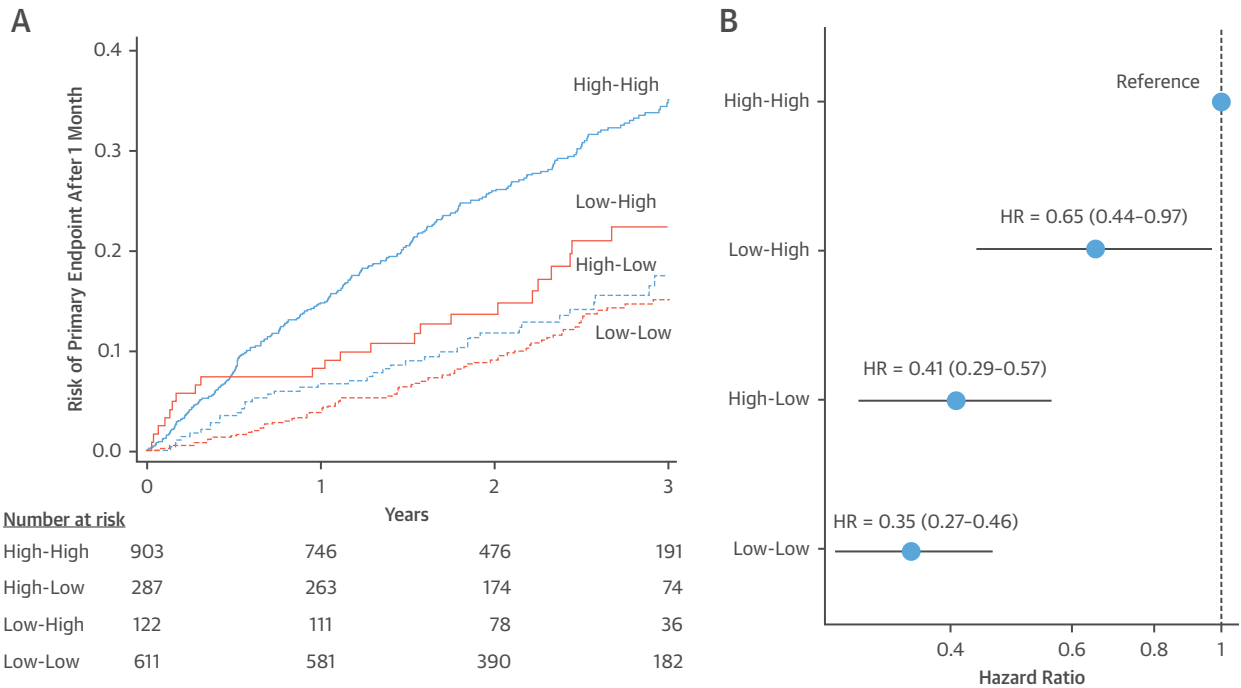 A
Risk of Primary Endpoint After 1 Month
0.4
0.3
0.2
0.1
0.0
High-High
Low-High
High-Low
Low-Low
0 1 2 3
Years
Number at risk
High-High 903 746 476 191
High-Low 287 263 174 74
Low-High 122 111 78 36
Low-Low 611 581 390 182
B
High-High
Reference
Low-High
HR = 0.65 (0.44–0.97)
High-Low
HR = 0.41 (0.29–0.57)
Low-Low
HR = 0.35 (0.27–0.46)
0.4 0.6 0.8 1
Hazard Ratio